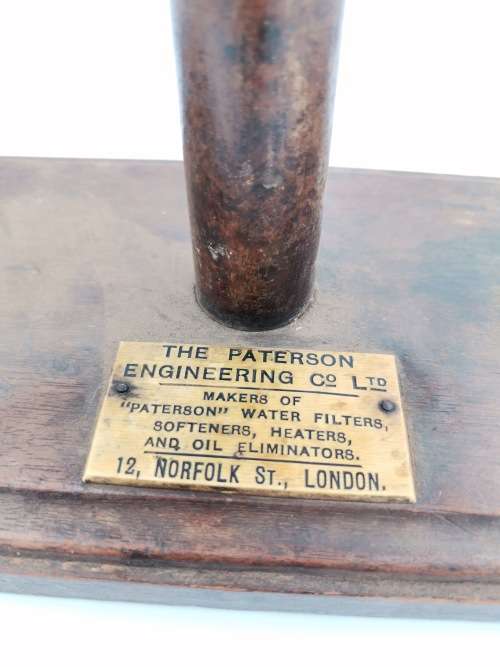 THE PATERSON
ENGINEERING Co LTD
MAKERS OF
"PATERSON" WATER FILTERS,
SOFTENERS, HEATERS,
AND OIL ELIMINATORS.
12, NORFOLK ST., LONDON.